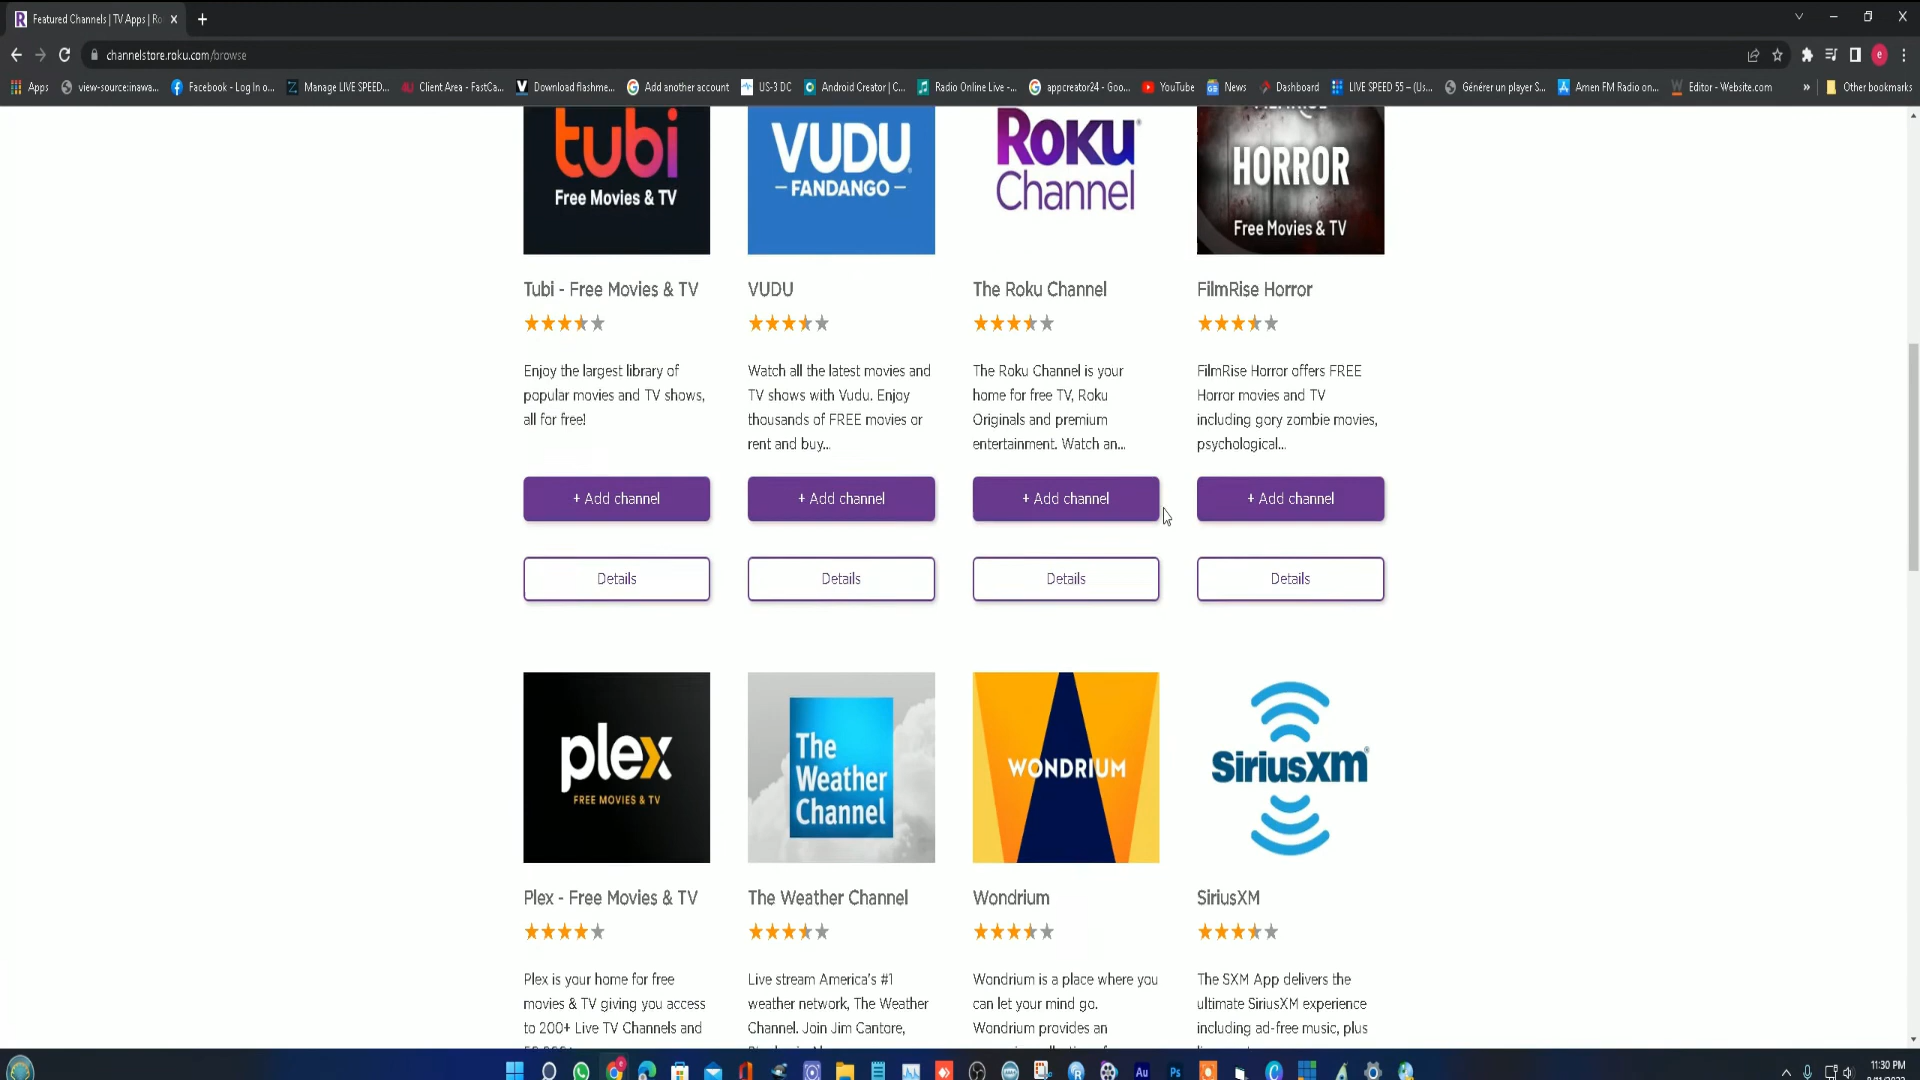 Featured Channels | TV Apps | Ro
channelstore.roku.com/browse
Apps view-source:inawa... Facebook - Log In o... Manage LIVE SPEED... Client Area - FastCa... Download flashme... Add another account US-3 DC Android Creator | C... Radio Online Live -... appcreator24 - Goo... YouTube News Dashboard LIVE SPEED 55 – (Us... Générer un player S... Amen FM Radio on... Editor - Website.com » Other bookmarks
tubi
Free Movies & TV
VUDU
FANDANGO
Roku
Channel
HORROR
Free Movies & TV
Tubi - Free Movies & TV
VUDU
The Roku Channel
FilmRise Horror
Enjoy the largest library of
popular movies and TV shows,
all for free!
Watch all the latest movies and
TV shows with Vudu. Enjoy
thousands of FREE movies or
rent and buy...
The Roku Channel is your
home for free TV, Roku
Originals and premium
entertainment. Watch an...
FilmRise Horror offers FREE
Horror movies and TV
including gory zombie movies,
psychological...
+ Add channel
+ Add channel
+ Add channel
+ Add channel
Details
Details
Details
Details
plex
FREE MOVIES & TV
The
Weather
Channel
WONDRIUM
SiriusXM
Plex - Free Movies & TV
The Weather Channel
Wondrium
SiriusXM
Plex is your home for free
movies & TV giving you access
to 200+ Live TV Channels and
Live stream America's #1
weather network, The Weather
Channel. Join Jim Cantore,
Wondrium is a place where you
can let your mind go.
Wondrium provides an
The SXM App delivers the
ultimate SiriusXM experience
including ad-free music, plus
11:30 PM